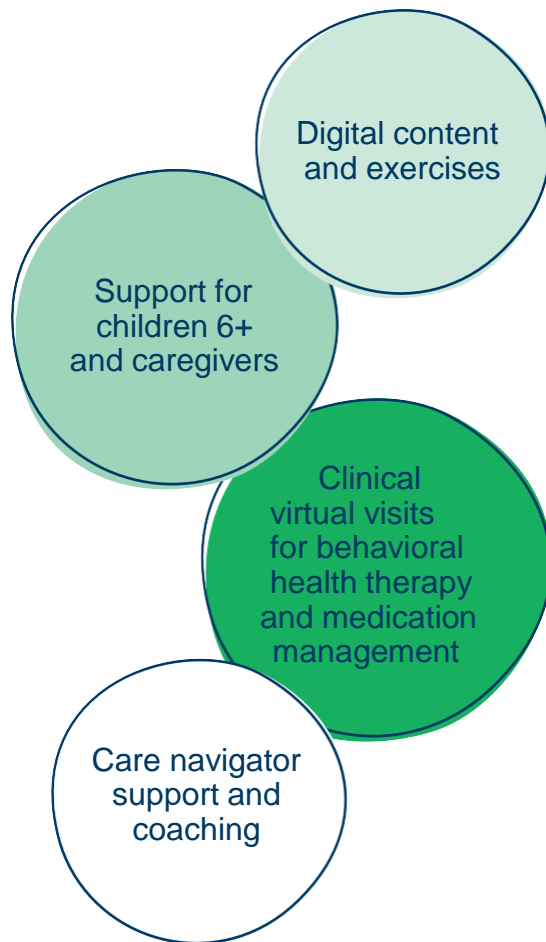 Digital content
and exercises
Support for
children 6+
and caregivers
Clinical
virtual visits
for behavioral
health therapy
and medication
management
Care navigator
support and
coaching